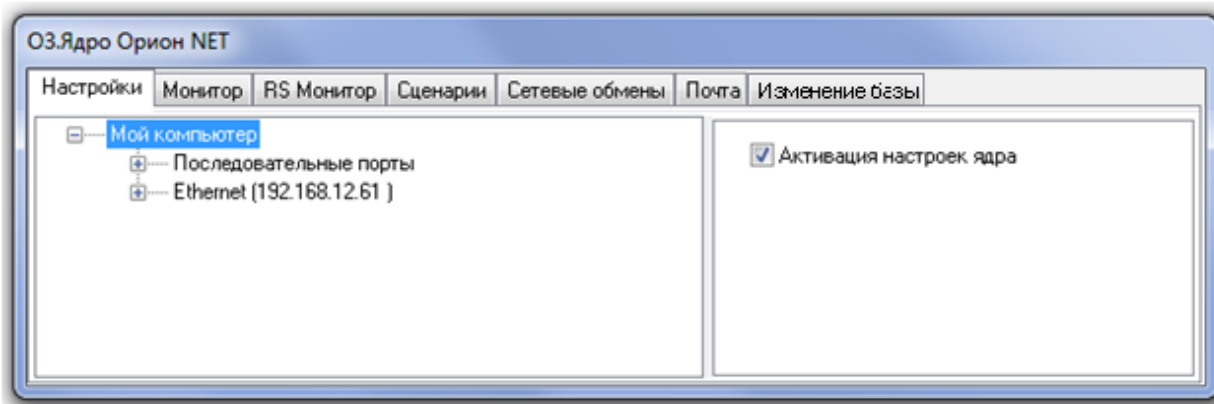 ОЗ.Ядро Орион NET
Настройки Монитор RS Монитор Сценарии Сетевые обмены Почта Изменение базы
Мой компьютер
Последовательные порты
Ethernet (192.168.12.61 )
Активация настроек ядра